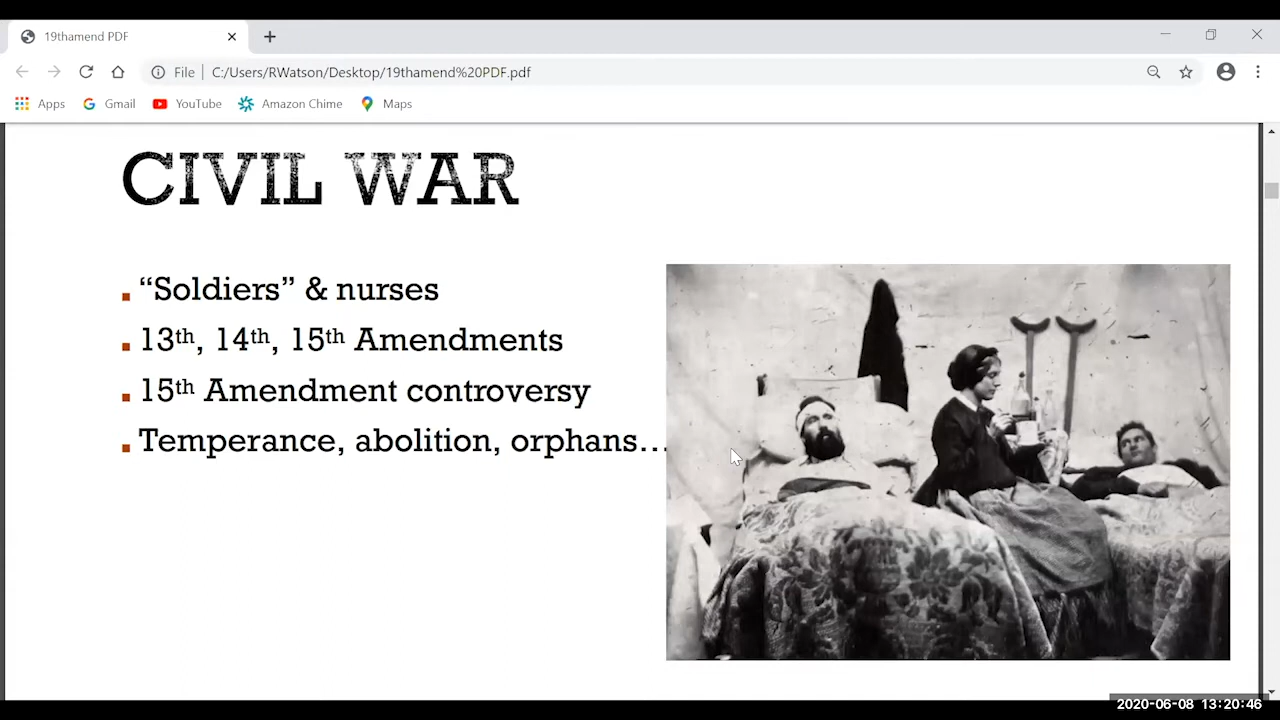 19thamend PDF
File
C:/Users/RWatson/Desktop/19thamend%20PDF.pdf
Apps Gmail YouTube Amazon Chime Maps
CIVIL WAR
“Soldiers” & nurses
13th, 14th, 15th Amendments
15th Amendment controversy
Temperance, abolition, orphans…
2020-06-08 13:20:46